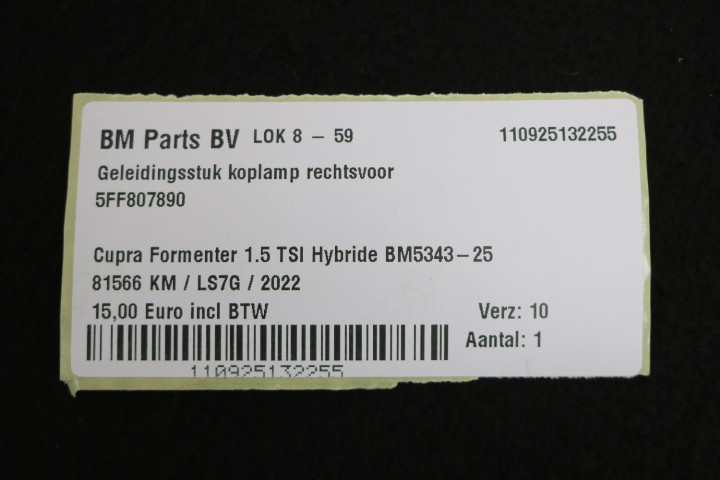 BM Parts BV LOK 8 – 59 110925132255
Geleidingsstuk koplamp rechtsvoor
5FF807890
Cupra Formenter 1.5 TSI Hybride BM5343–25
81566 KM / LS7G / 2022
15,00 Euro incl BTW Verz: 10
Aantal: 1
110925132255